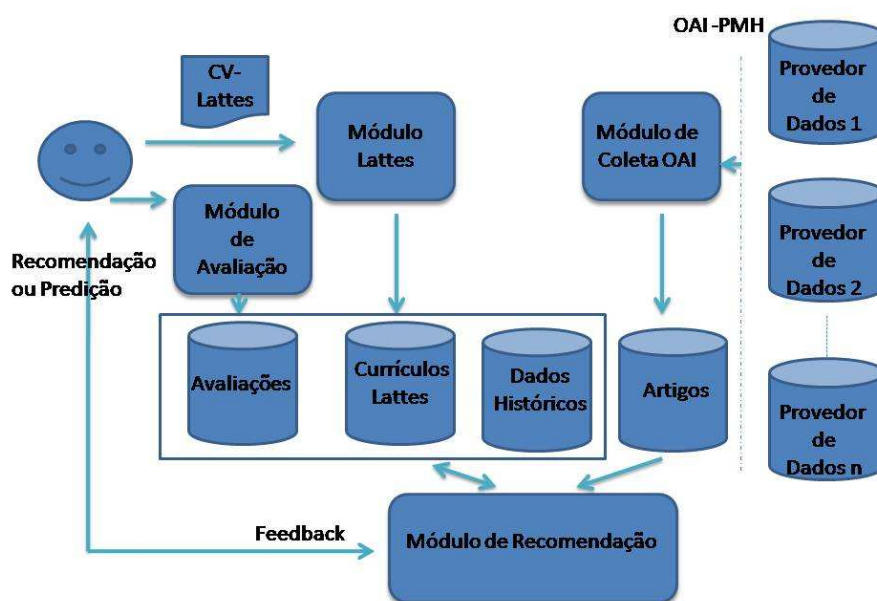 OAI -PMH
CV-
Lattes
Módulo
Lattes
Módulo de
Coleta OAI
Provedor
de
Dados 1
Módulo
de
Avaliação
Recomendação
ou Predição
Provedor
de
Dados 2
Avaliações
Currículos
Lattes
Dados
Históricos
Artigos
Provedor
de
Dados n
Feedback
Módulo de Recomendação